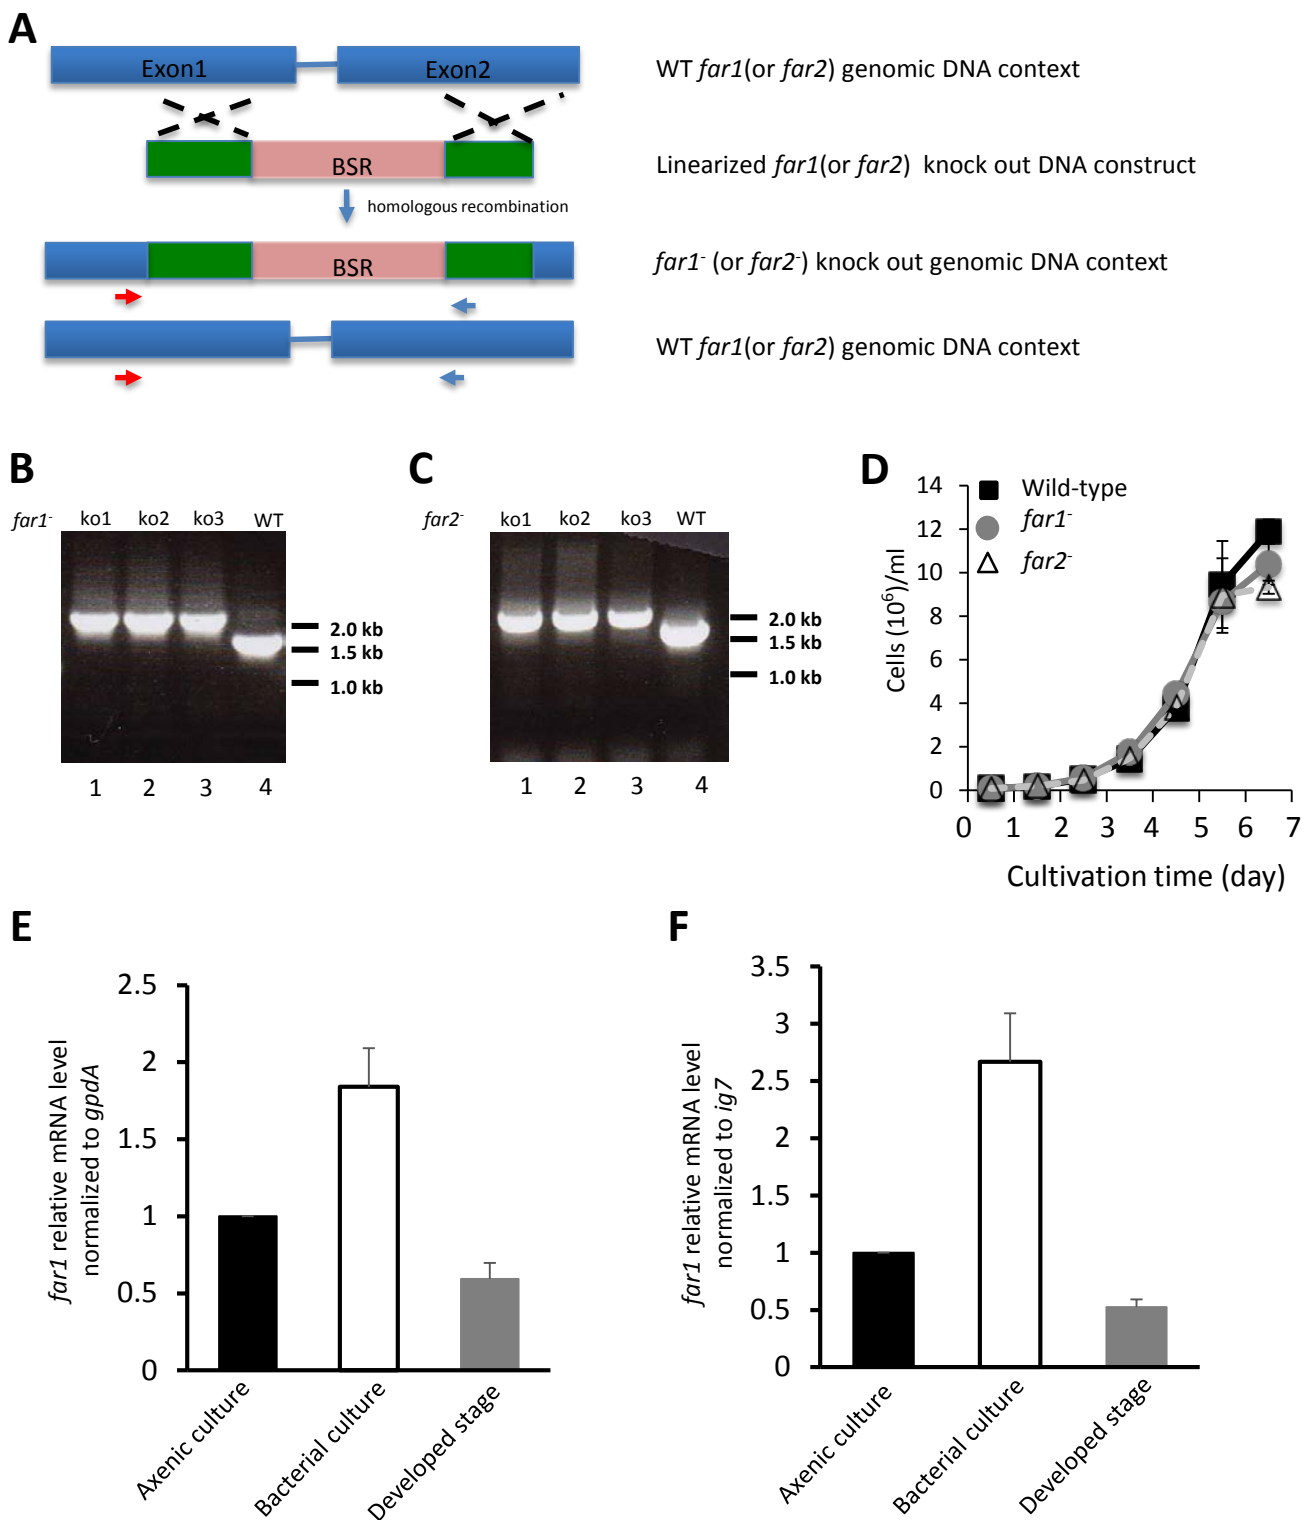 A
Exon1
Exon2
WT far1(or far2) genomic DNA context
BSR
Linearized far1(or far2) knock out DNA construct
homologous recombination
BSR
far1- (or far2-) knock out genomic DNA context
WT far1(or far2) genomic DNA context
B
far1-
ko1
ko2
ko3
WT
2.0 kb
1.5 kb
1.0 kb
1
2
3
4
C
far2-
ko1
ko2
ko3
WT
2.0 kb
1.5 kb
1.0 kb
1
2
3
4
D
Wild-type
far1-
far2-
Cells (10⁶)/ml
14
12
10
8
6
4
2
0
0 1 2 3 4 5 6 7
Cultivation time (day)
E
far1 relative mRNA level
normalized to gpdA
2.5
2
1.5
1
0.5
0
Axenic culture
Bacterial culture
Developed stage
F
far1 relative mRNA level
normalized to ig7
3.5
3
2.5
2
1.5
1
0.5
0
Axenic culture
Bacterial culture
Developed stage